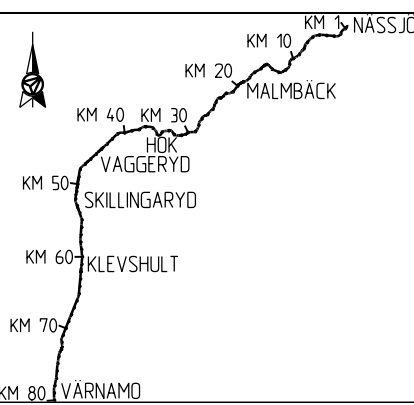 KM 1 NÄSSJÖ
KM 10
KM 20
MALMBÄCK
KM 40 KM 30
HOK
VAGGERYD
KM 50
SKILLINGARYD
KM 60 KLEVSHULT
KM 70
KM 80 VÄRNAMO